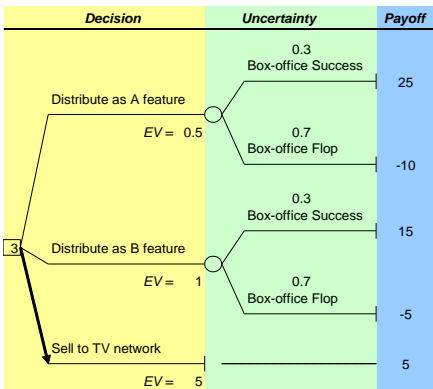 Decision Uncertainty Payoff
0.3
Box-office Success
25
Distribute as A feature
EV = 0.5
0.7
Box-office Flop
-10
0.3
Box-office Success
15
3
Distribute as B feature
EV = 1
0.7
Box-office Flop
-5
Sell to TV network
5
EV = 5